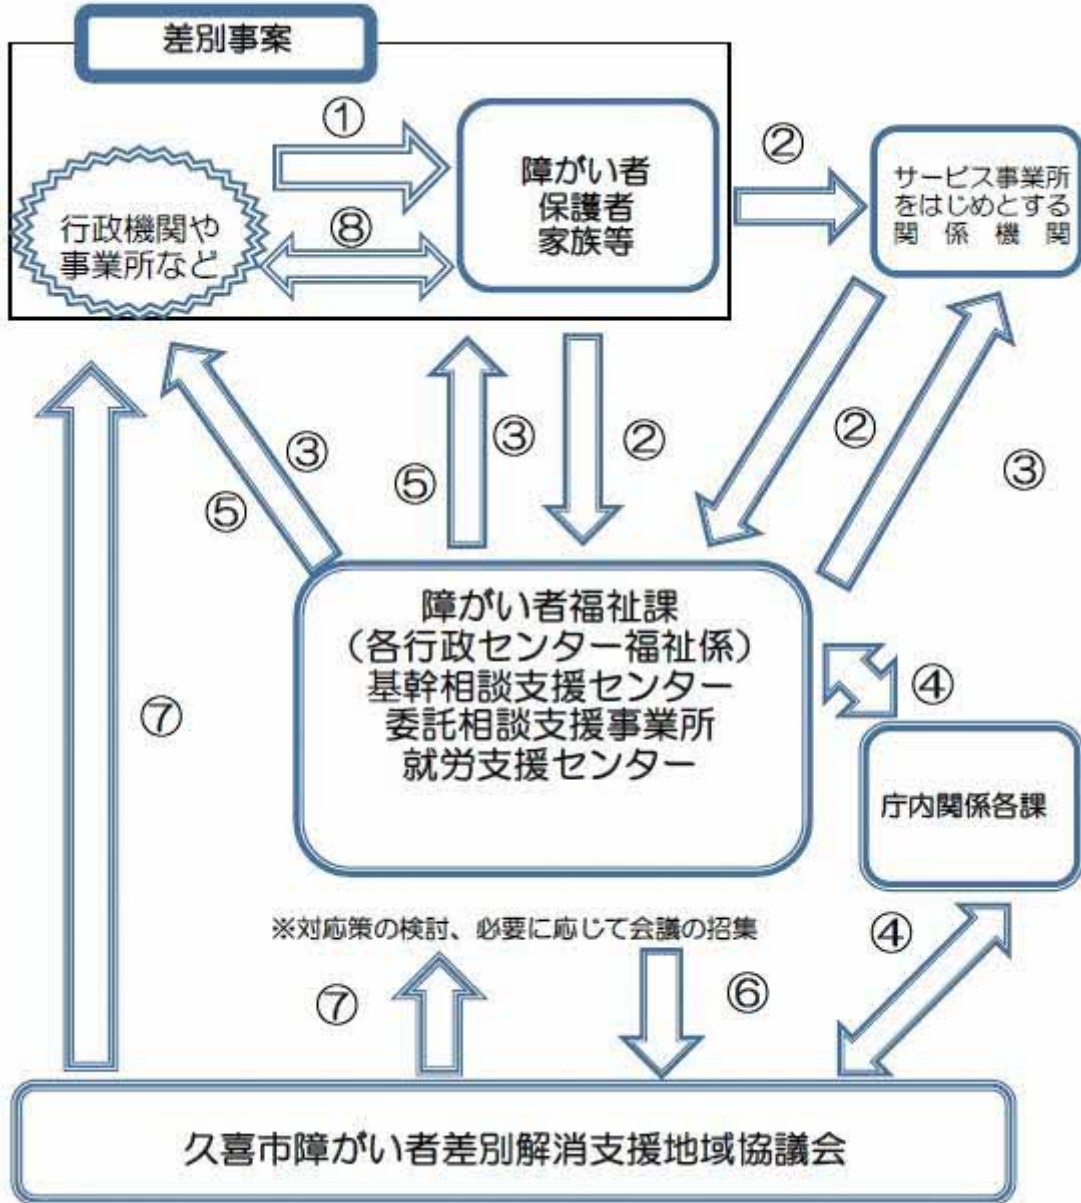 差別事案
①
行政機関や
事業所など
⑧
障がい者
保護者
家族等
②
サービス事業所
をはじめとする
関係機関
③
⑤
③
⑤
②
②
③
障がい者福祉課
（各行政センター福祉係）
基幹相談支援センター
委託相談支援事業所
就労支援センター
④
庁内関係各課
⑦
※対応策の検討、必要に応じて会議の招集
④
⑦
⑥
久喜市障がい者差別解消支援地域協議会